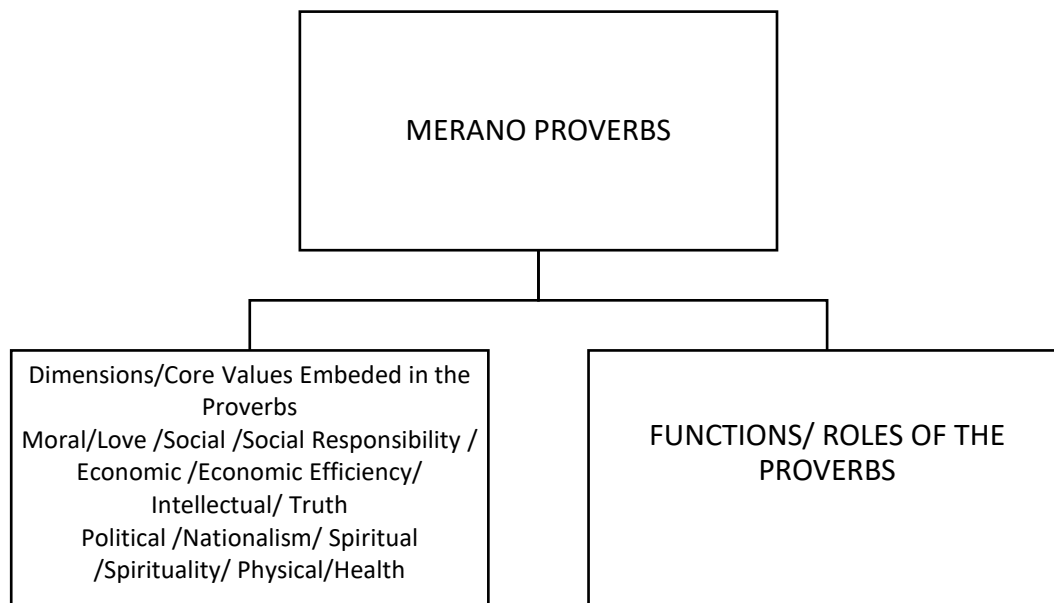 MERANO PROVERBS
Dimensions/Core Values Embeded in the
Proverbs
Moral/Love /Social /Social Responsibility /
Economic /Economic Efficiency/
Intellectual/ Truth
Political /Nationalism/ Spiritual
/Spirituality/ Physical/Health
FUNCTIONS/ ROLES OF THE
PROVERBS